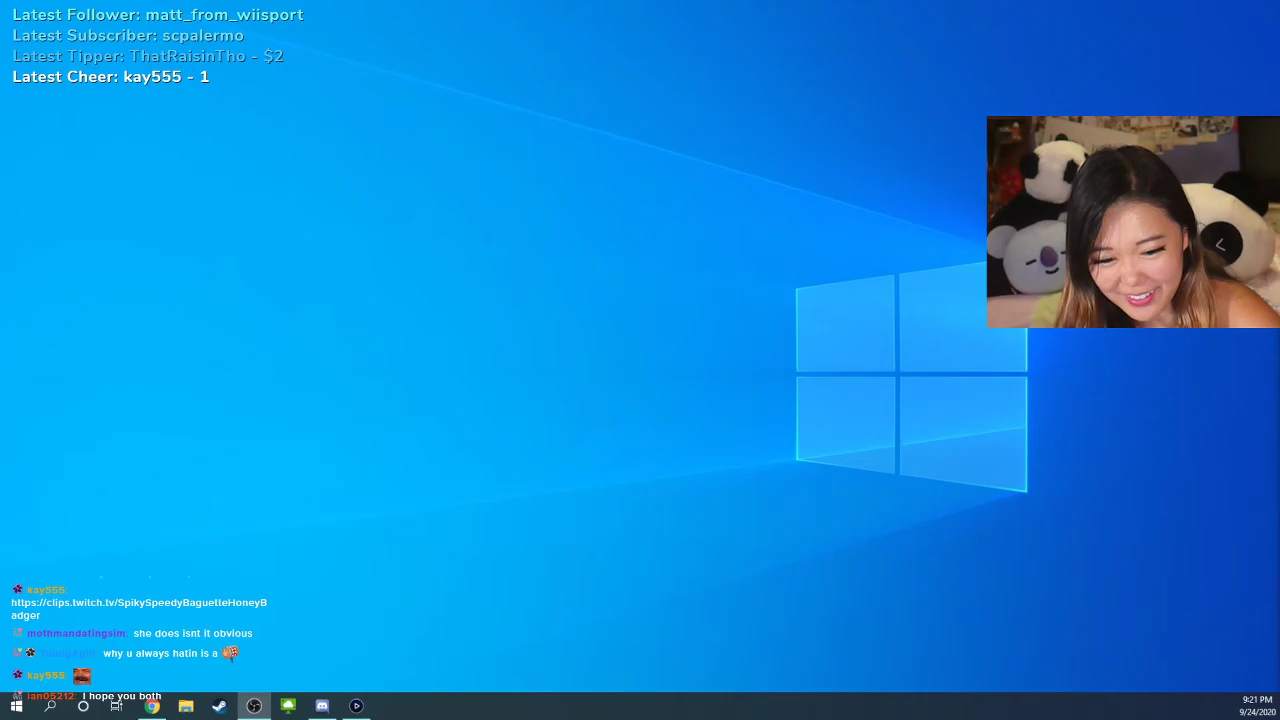 Latest Follower: matt_from_wiisport
Latest Subscriber: scpalermo
Latest Tipper: ThatRaisinTho - $2
Latest Cheer: kay555 - 1
kay555:
https://clips.twitch.tv/SpikySpeedyBaguetteHoneyB
adger
mothmandatingsim: she does isnt it obvious
why u always hatin is a
kay555:
ian05212: I hope you both
9:21 PM
9/24/2020